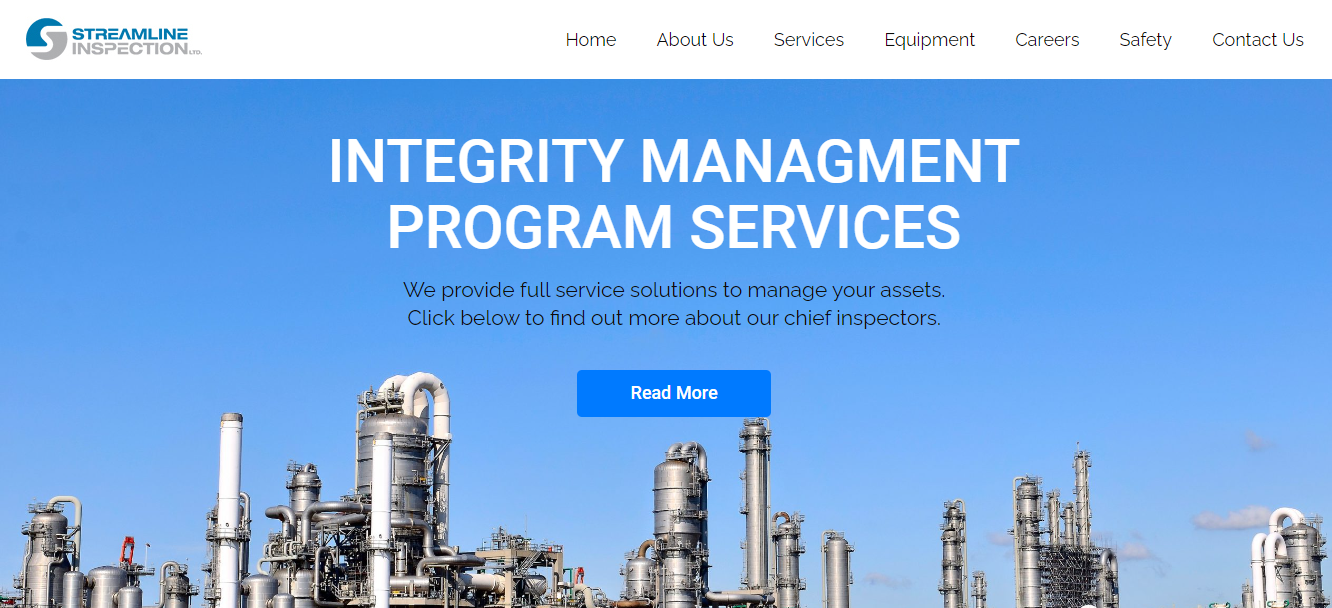 STREAMLINE
INSPECTION LTD.
Home About Us Services Equipment Careers Safety Contact Us
INTEGRITY MANAGMENT
PROGRAM SERVICES
We provide full service solutions to manage your assets.
Click below to find out more about our chief inspectors.
Read More